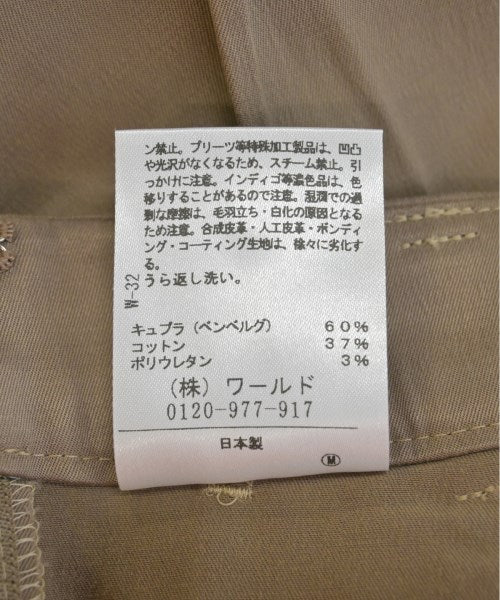 ン禁止。プリーツ等特殊加工製品は、凹凸
や光沢がなくなるため、スチーム禁止。引
っかけに注意。インディゴ等濃色品は、色
移りすることがあるので注意。湿潤での過
剰な摩擦は、毛羽立ち・白化の原因となる
ため注意。合成皮革・人工皮革・ボンディ
ング・コーティング生地は、徐々に劣化す
る。
うら返し洗い。
W-32
キュプラ（ベンベルグ） 60%
コットン 37%
ポリウレタン 3%
（株）ワールド
0120-977-917
日本製
M